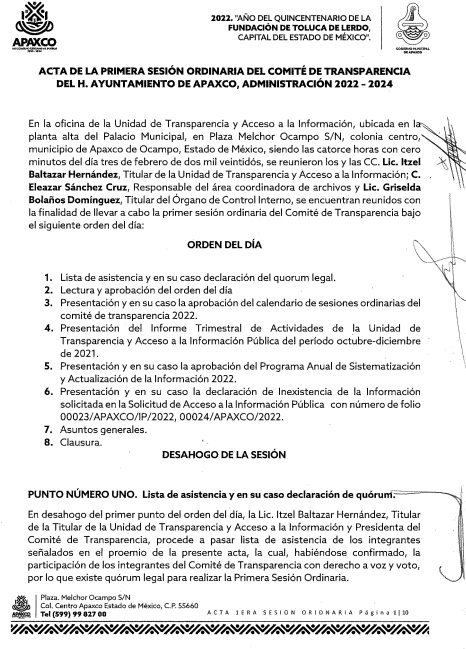 2022. "AÑO DEL QUINCENTENARIO DE LA
FUNDACIÓN DE TOLUCA DE LERDO,
CAPITAL DEL ESTADO DE MÉXICO".
APAXCO
ACTA DE LA PRIMERA SESIÓN ORDINARIA DEL COMITÉ DE TRANSPARENCIA
DEL H. AYUNTAMIENTO DE APAXCO, ADMINISTRACIÓN 2022 – 2024
En la oficina de la Unidad de Transparencia y Acceso a la Información, ubicada en la
planta alta del Palacio Municipal, en Plaza Melchor Ocampo S/N, colonia centro,
municipio de Apaxco de Ocampo, Estado de México, siendo las catorce horas con cero
minutos del día tres de febrero de dos mil veintidós, se reunieron los y las CC. Lic. Itzel
Baltazar Hernández, Titular de la Unidad de Transparencia y Acceso a la Información; C.
Eleazar Sánchez Cruz, Responsable del área coordinadora de archivos y Lic. Griselda
Bolaños Domínguez, Titular del Órgano de Control Interno, se encuentran reunidos con
la finalidad de llevar a cabo la primera sesión ordinaria del Comité de Transparencia bajo
el siguiente orden del día:
ORDEN DEL DÍA
1. Lista de asistencia y en su caso declaración del quorum legal.
2. Lectura y aprobación del orden del día
3. Presentación y en su caso la aprobación del calendario de sesiones ordinarias del
comité de transparencia 2022.
4. Presentación del Informe Trimestral de Actividades de la Unidad de
Transparencia y Acceso a la Información Pública del período octubre-diciembre
de 2021.
5. Presentación y en su caso la aprobación del Programa Anual de Sistematización
y Actualización de la Información 2022.
6. Presentación y en su caso la declaración de Inexistencia de la Información
solicitada en la Solicitud de Acceso a la Información Pública con número de folio
00023/APAXCO/IP/2022, 00024/APAXCO/2022.
7. Asuntos generales.
8. Clausura.
DESAHOGO DE LA SESIÓN
PUNTO NÚMERO UNO. Lista de asistencia y en su caso declaración de quórum.
En desahogo del primer punto del orden del día, la Lic. Itzel Baltazar Hernández, Titular
de la Titular de la Unidad de Transparencia y Acceso a la Información y Presidenta del
Comité de Transparencia, procede a pasar lista de asistencia de los integrantes
señalados en el proemio de la presente acta, la cual, habiéndose confirmado, la
participación de los integrantes del Comité de Transparencia con derecho a voz y voto,
por lo que existe quórum legal para realizar la Primera Sesión Ordinaria.
Plaza. Melchor Ocampo S/N
Col. Centro Apaxco Estado de México, C.P. 55660
Tel (599) 99 827 00
ACTA 1ERA SESION ORIONARIA Página 1|10